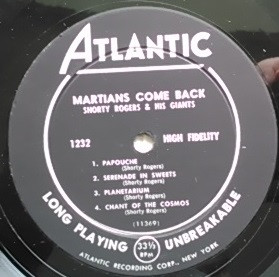 ATLANTIC
MARTIANS COME BACK
SHORTY ROGERS & HIS GIANTS
1232 HIGH FIDELITY
1. PAPOUCHE
(Shorty Rogers)
2. SERENADE IN SWEETS
(Shorty Rogers)
3. PLANETARIUM
(Shorty Rogers)
4. CHANT OF THE COSMOS
(Shorty Rogers)
(11369)
LONG PLAYING 33⅓ RPM UNBREAKABLE
ATLANTIC RECORDING CORP., NEW YORK